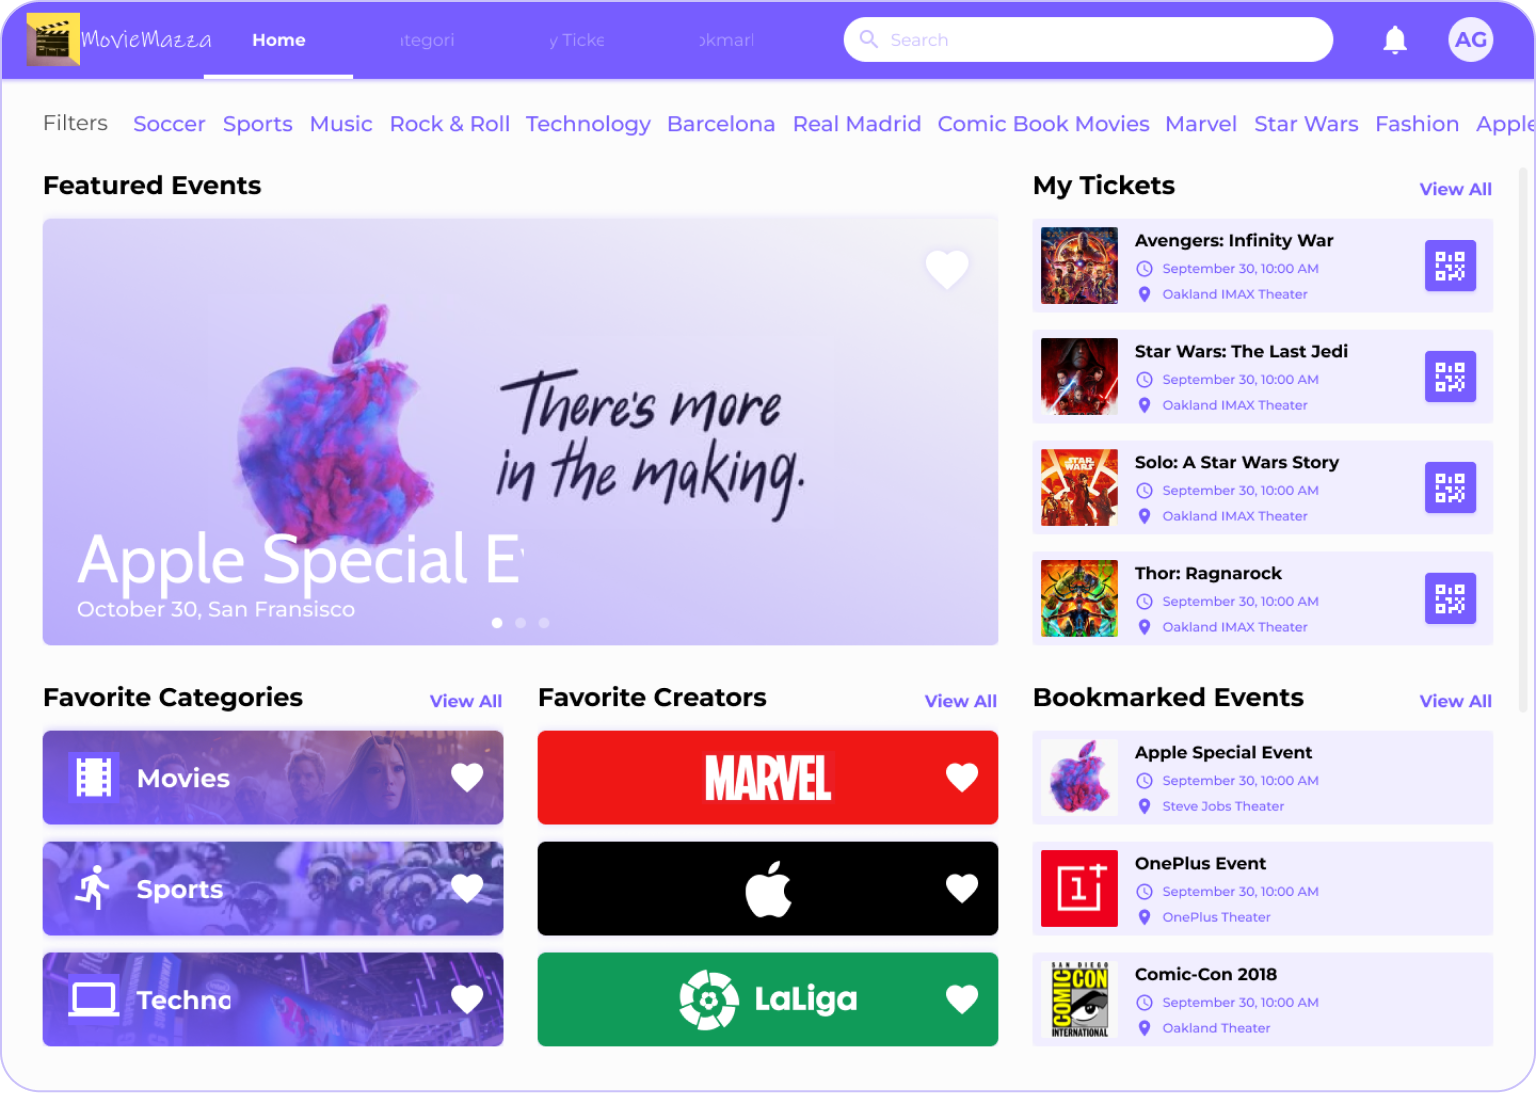 MovieMazza
Home
ategori
y Ticke
okmarl
Search
AG
Filters
Soccer
Sports
Music
Rock & Roll
Technology
Barcelona
Real Madrid
Comic Book Movies
Marvel
Star Wars
Fashion
Apple
Featured Events
There's more
in the making.
Apple Special E
October 30, San Fransisco
My Tickets
View All
Avengers: Infinity War
September 30, 10:00 AM
Oakland IMAX Theater
Star Wars: The Last Jedi
September 30, 10:00 AM
Oakland IMAX Theater
STAR
WARS
Solo: A Star Wars Story
September 30, 10:00 AM
Oakland IMAX Theater
Thor: Ragnarock
September 30, 10:00 AM
Oakland IMAX Theater
Favorite Categories
View All
Movies
Sports
Techno
Favorite Creators
View All
MARVEL
LaLiga
Bookmarked Events
View All
Apple Special Event
September 30, 10:00 AM
Steve Jobs Theater
1+
OnePlus Event
September 30, 10:00 AM
OnePlus Theater
SAN DIEGO
COMIC CON
INTERNATIONAL
Comic-Con 2018
September 30, 10:00 AM
Oakland Theater